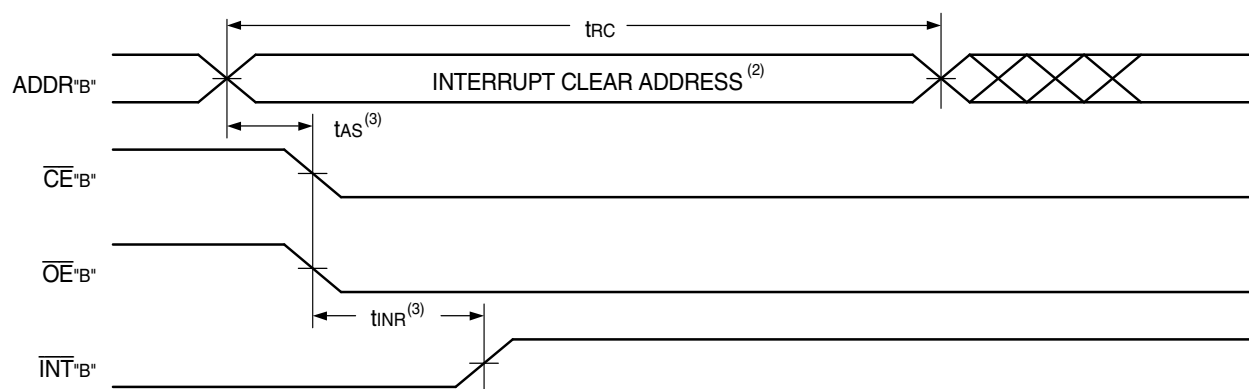 tRC
ADDR"B"
INTERRUPT CLEAR ADDRESS(2)
tAS(3)
CE"B"
OE"B"
tINR(3)
INT"B"